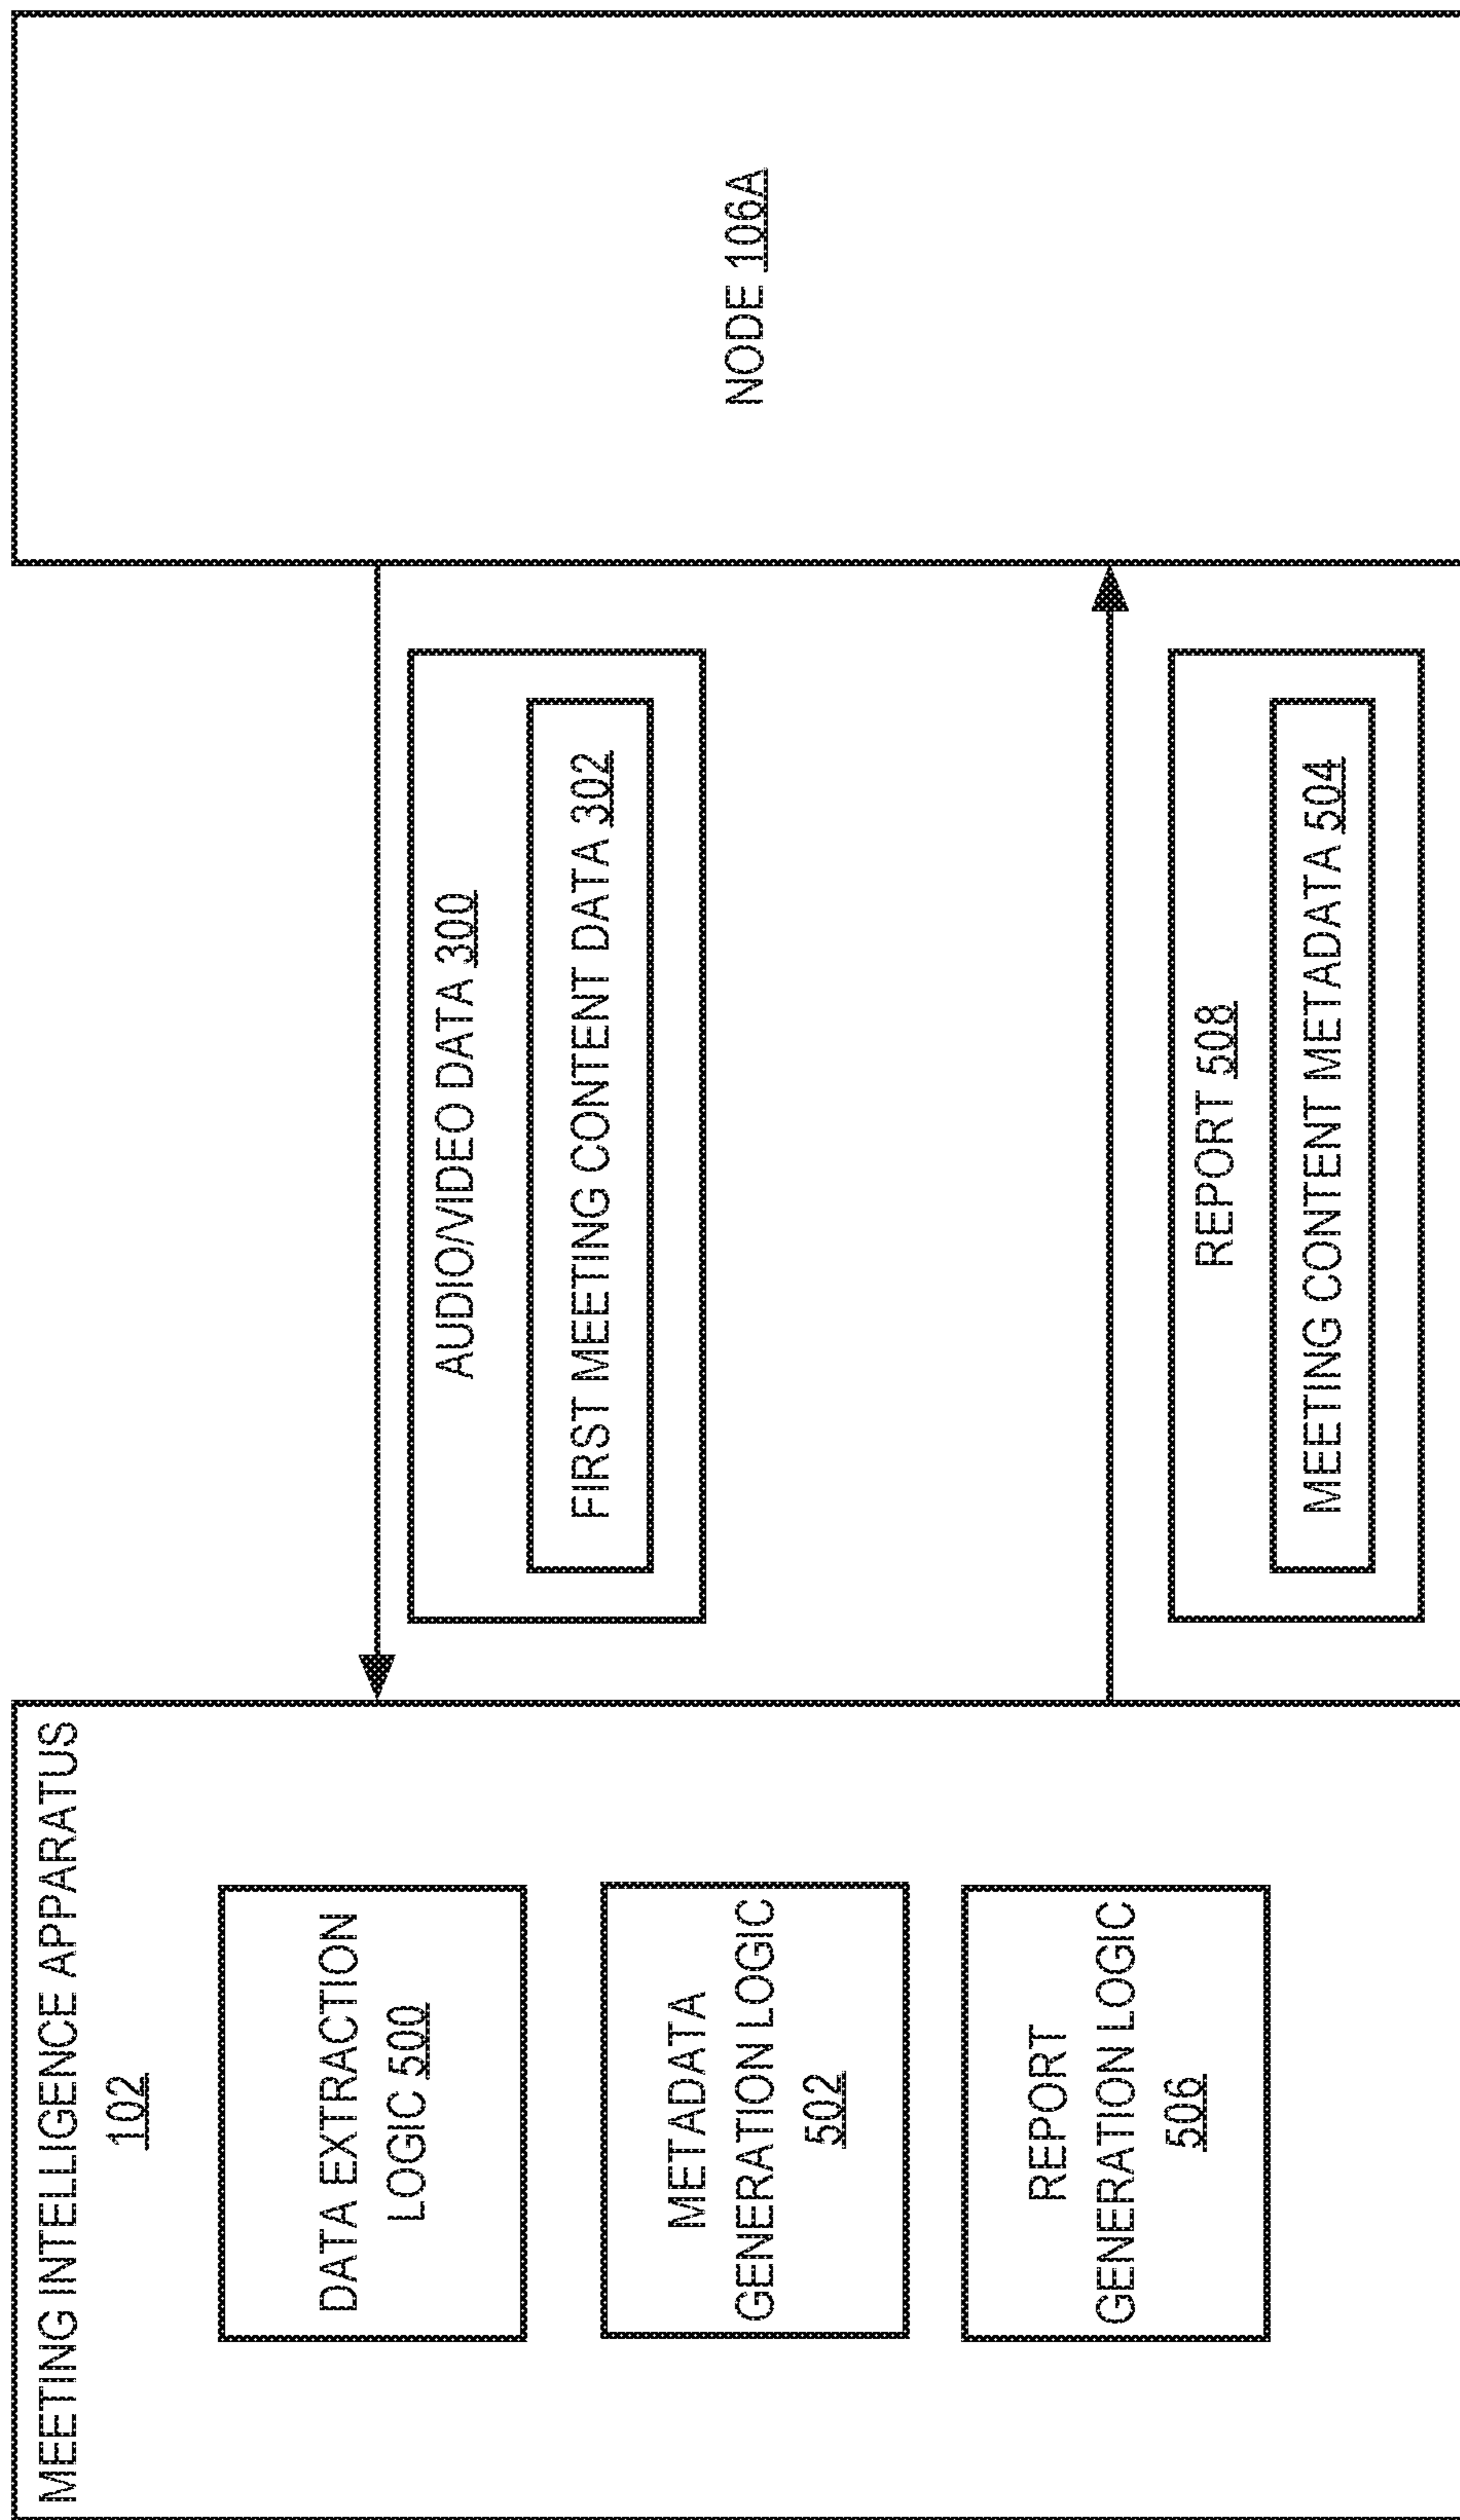 MEETING INTELLIGENCE APPARATUS
102
DATA EXTRACTION
LOGIC 500
METADATA
GENERATION LOGIC
502
REPORT
GENERATION LOGIC
506
AUDIO/VIDEO DATA 300
FIRST MEETING CONTENT DATA 302
REPORT 508
MEETING CONTENT METADATA 504
NODE 106A